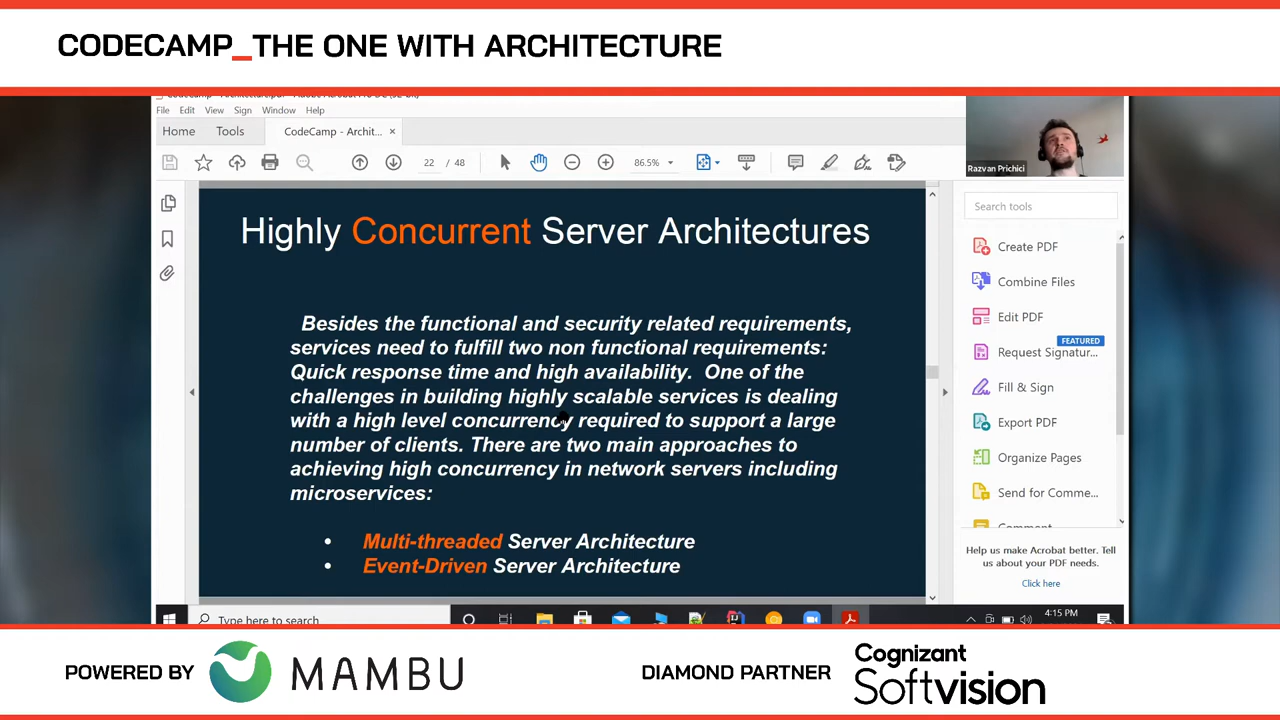 CODECAMP_THE ONE WITH ARCHITECTURE
File Edit View Sign Window Help
Home Tools CodeCamp - Archit... ×
22 / 48 86.5%
Razvan Prichici
Highly Concurrent Server Architectures
Besides the functional and security related requirements,
services need to fulfill two non functional requirements:
Quick response time and high availability. One of the
challenges in building highly scalable services is dealing
with a high level concurrency required to support a large
number of clients. There are two main approaches to
achieving high concurrency in network servers including
microservices:
• Multi-threaded Server Architecture
• Event-Driven Server Architecture
Search tools
Create PDF
Combine Files
Edit PDF
FEATURED
Request Signatur...
Fill & Sign
Export PDF
Organize Pages
Send for Comme...
Comment
Help us make Acrobat better. Tell
us about your PDF needs.
Click here
Type here to search
4:15 PM
POWERED BY MAMBU
DIAMOND PARTNER
Cognizant
Softvision